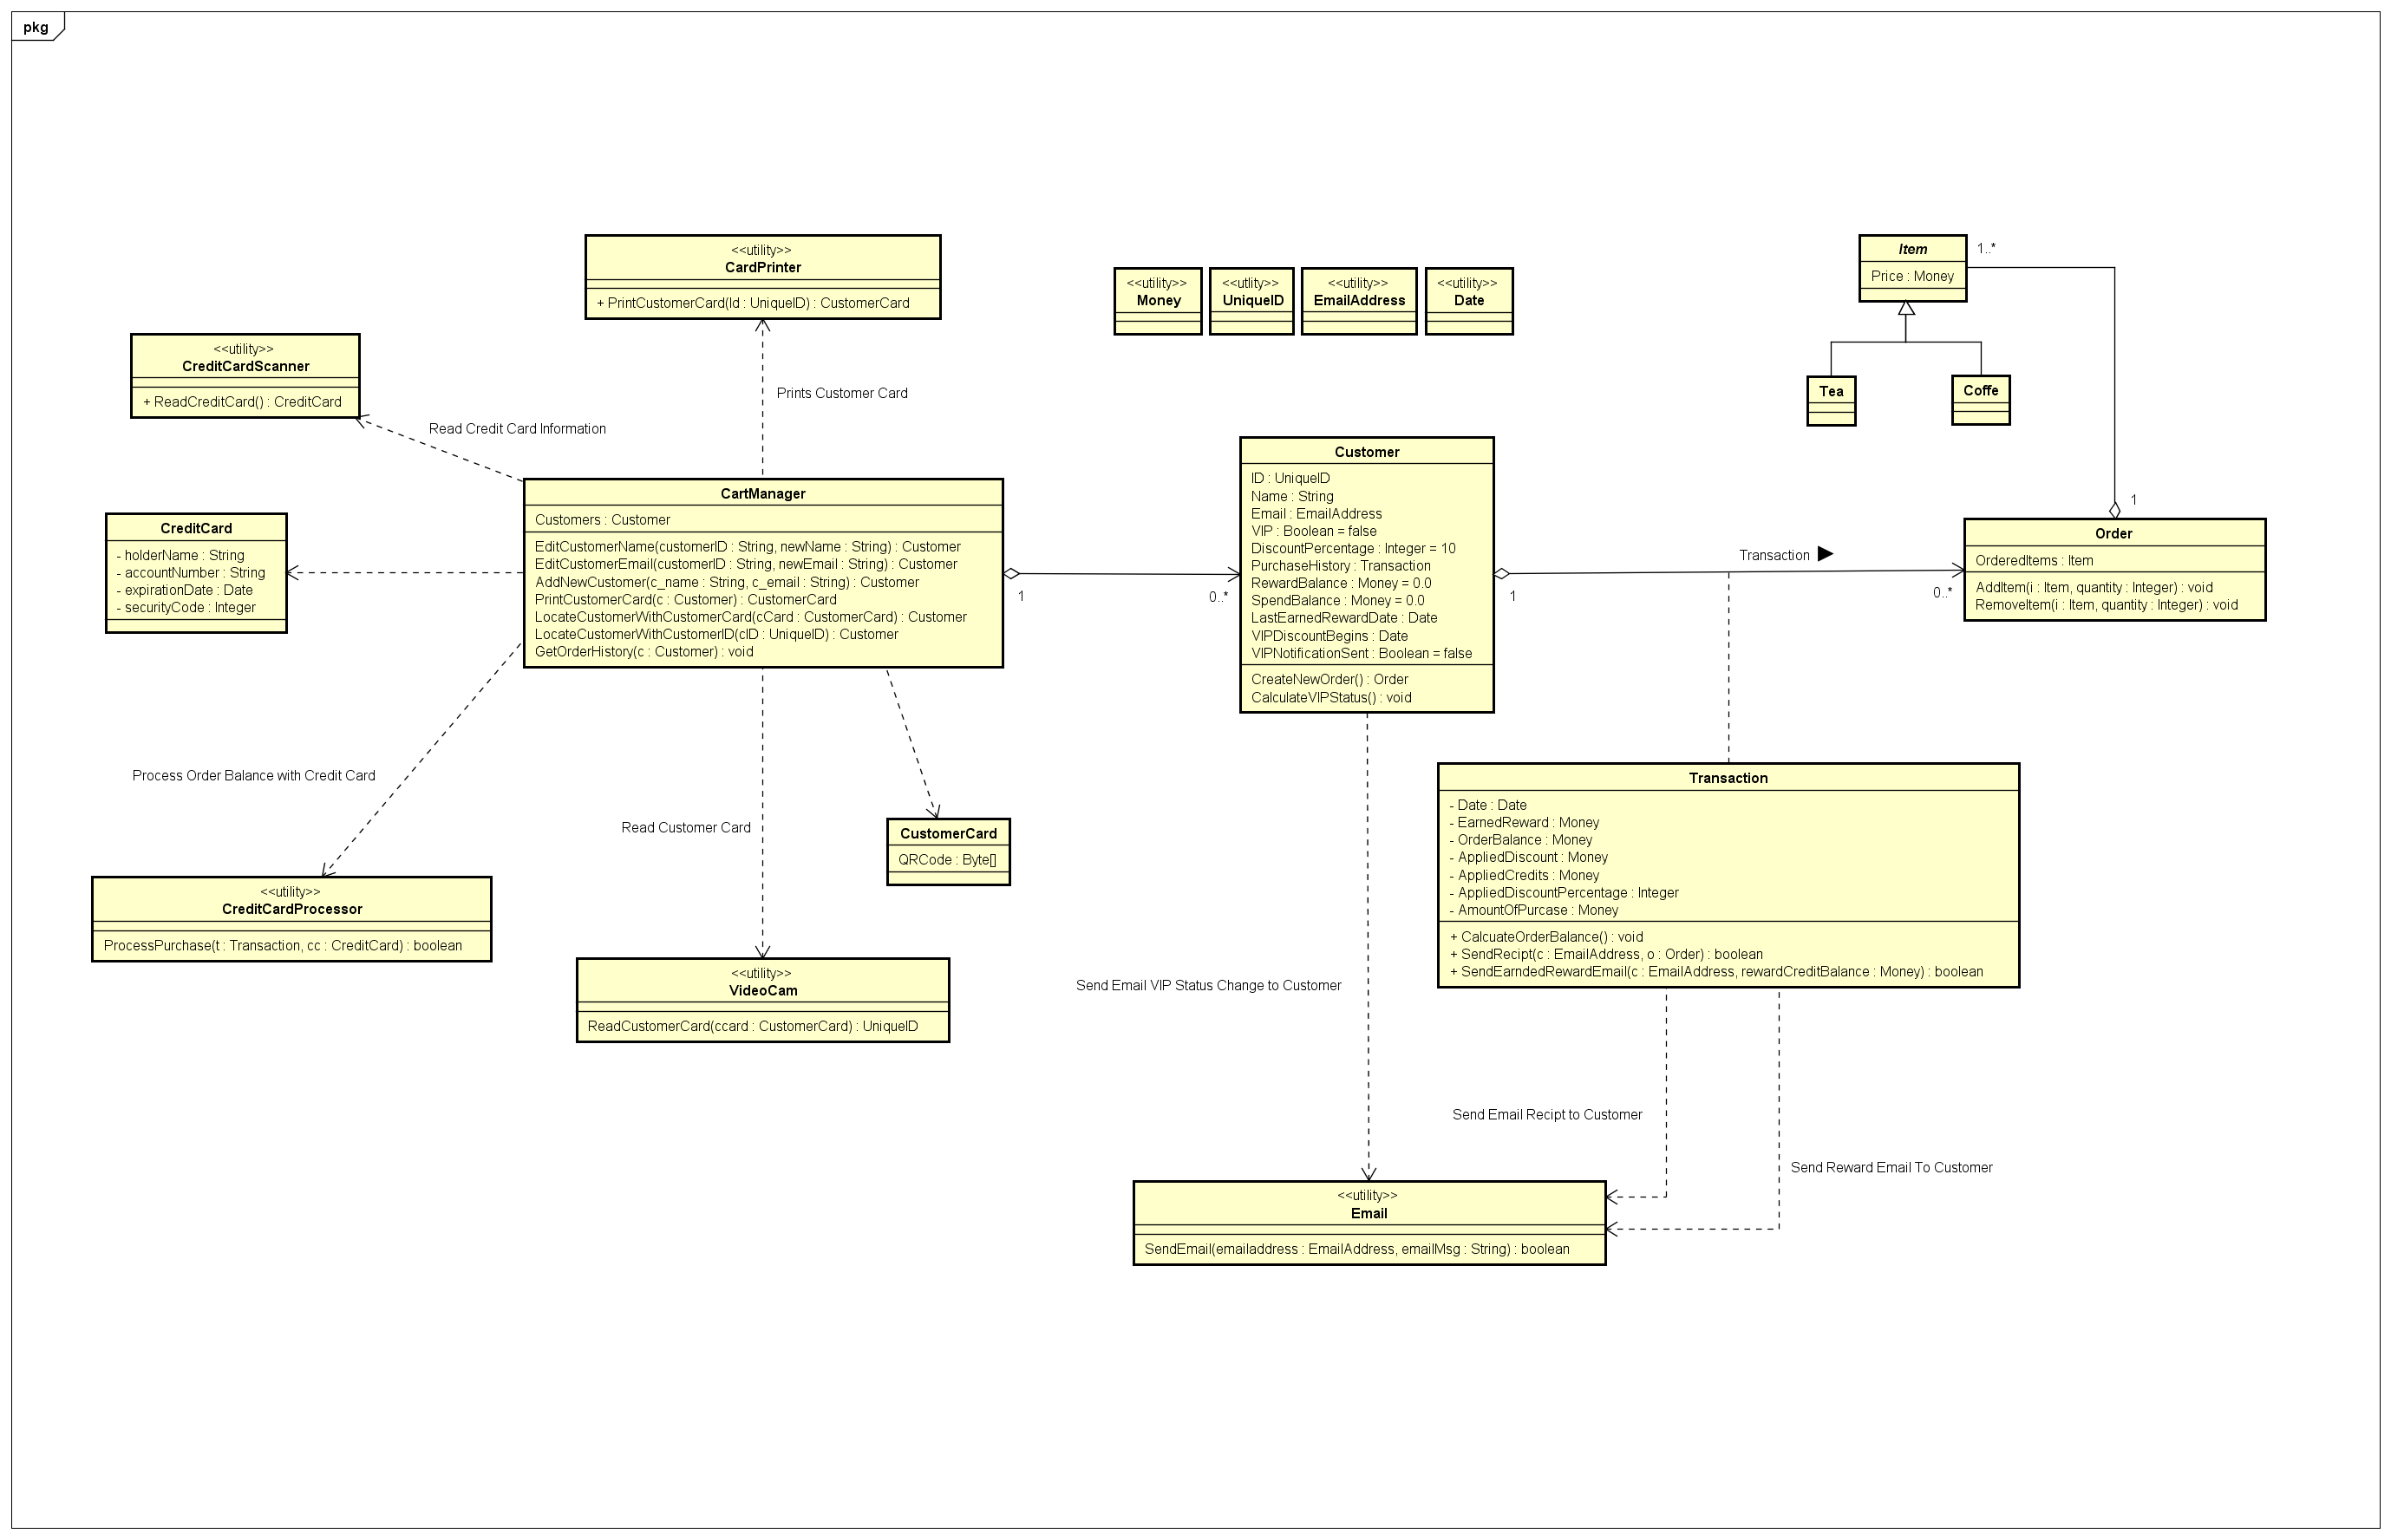 pkg
<<utility>>
CardPrinter
+ PrintCustomerCard(Id : UniqueID) : CustomerCard
<<utility>>
Money
<<utlity>>
UniqueID
<<utility>>
EmailAddress
<<utility>>
Date
Item
Price : Money
1..*
<<utility>>
CreditCardScanner
+ ReadCreditCard() : CreditCard
Prints Customer Card
Read Credit Card Information
Tea
Coffe
CreditCard
- holderName : String
- accountNumber : String
- expirationDate : Date
- securityCode : Integer
CartManager
Customers : Customer
EditCustomerName(customerID : String, newName : String) : Customer
EditCustomerEmail(customerID : String, newEmail : String) : Customer
AddNewCustomer(c_name : String, c_email : String) : Customer
PrintCustomerCard(c : Customer) : CustomerCard
LocateCustomerWithCustomerCard(cCard : CustomerCard) : Customer
LocateCustomerWithCustomerID(cID : UniqueID) : Customer
GetOrderHistory(c : Customer) : void
1
0..*
Customer
ID : UniqueID
Name : String
Email : EmailAddress
VIP : Boolean = false
DiscountPercentage : Integer = 10
PurchaseHistory : Transaction
RewardBalance : Money = 0.0
SpendBalance : Money = 0.0
LastEarnedRewardDate : Date
VIPDiscountBegins : Date
VIPNotificationSent : Boolean = false
CreateNewOrder() : Order
CalculateVIPStatus() : void
1
Transaction
0..*
1
Order
OrderedItems : Item
AddItem(i : Item, quantity : Integer) : void
RemoveItem(i : Item, quantity : Integer) : void
Process Order Balance with Credit Card
Read Customer Card
CustomerCard
QRCode : Byte[]
Transaction
- Date : Date
- EarnedReward : Money
- OrderBalance : Money
- AppliedDiscount : Money
- AppliedCredits : Money
- AppliedDiscountPercentage : Integer
- AmountOfPurcase : Money
+ CalcuateOrderBalance() : void
+ SendRecipt(c : EmailAddress, o : Order) : boolean
+ SendEarndedRewardEmail(c : EmailAddress, rewardCreditBalance : Money) : boolean
<<utility>>
CreditCardProcessor
ProcessPurchase(t : Transaction, cc : CreditCard) : boolean
<<utility>>
VideoCam
ReadCustomerCard(ccard : CustomerCard) : UniqueID
Send Email VIP Status Change to Customer
Send Email Recipt to Customer
Send Reward Email To Customer
<<utility>>
Email
SendEmail(emailaddress : EmailAddress, emailMsg : String) : boolean